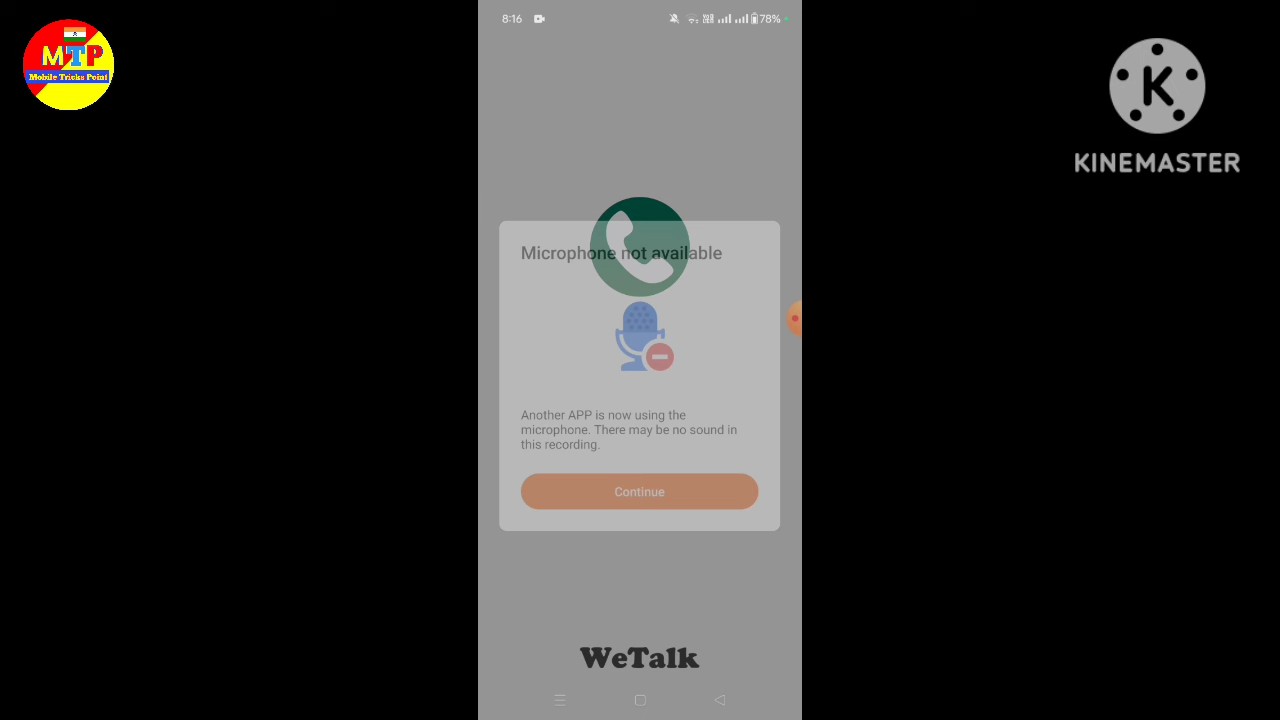 8:16
78%
MTP
Mobile Tricks Point
K
KINEMASTER
Microphone not available
Another APP is now using the
microphone. There may be no sound in
this recording.
Continue
WeTalk